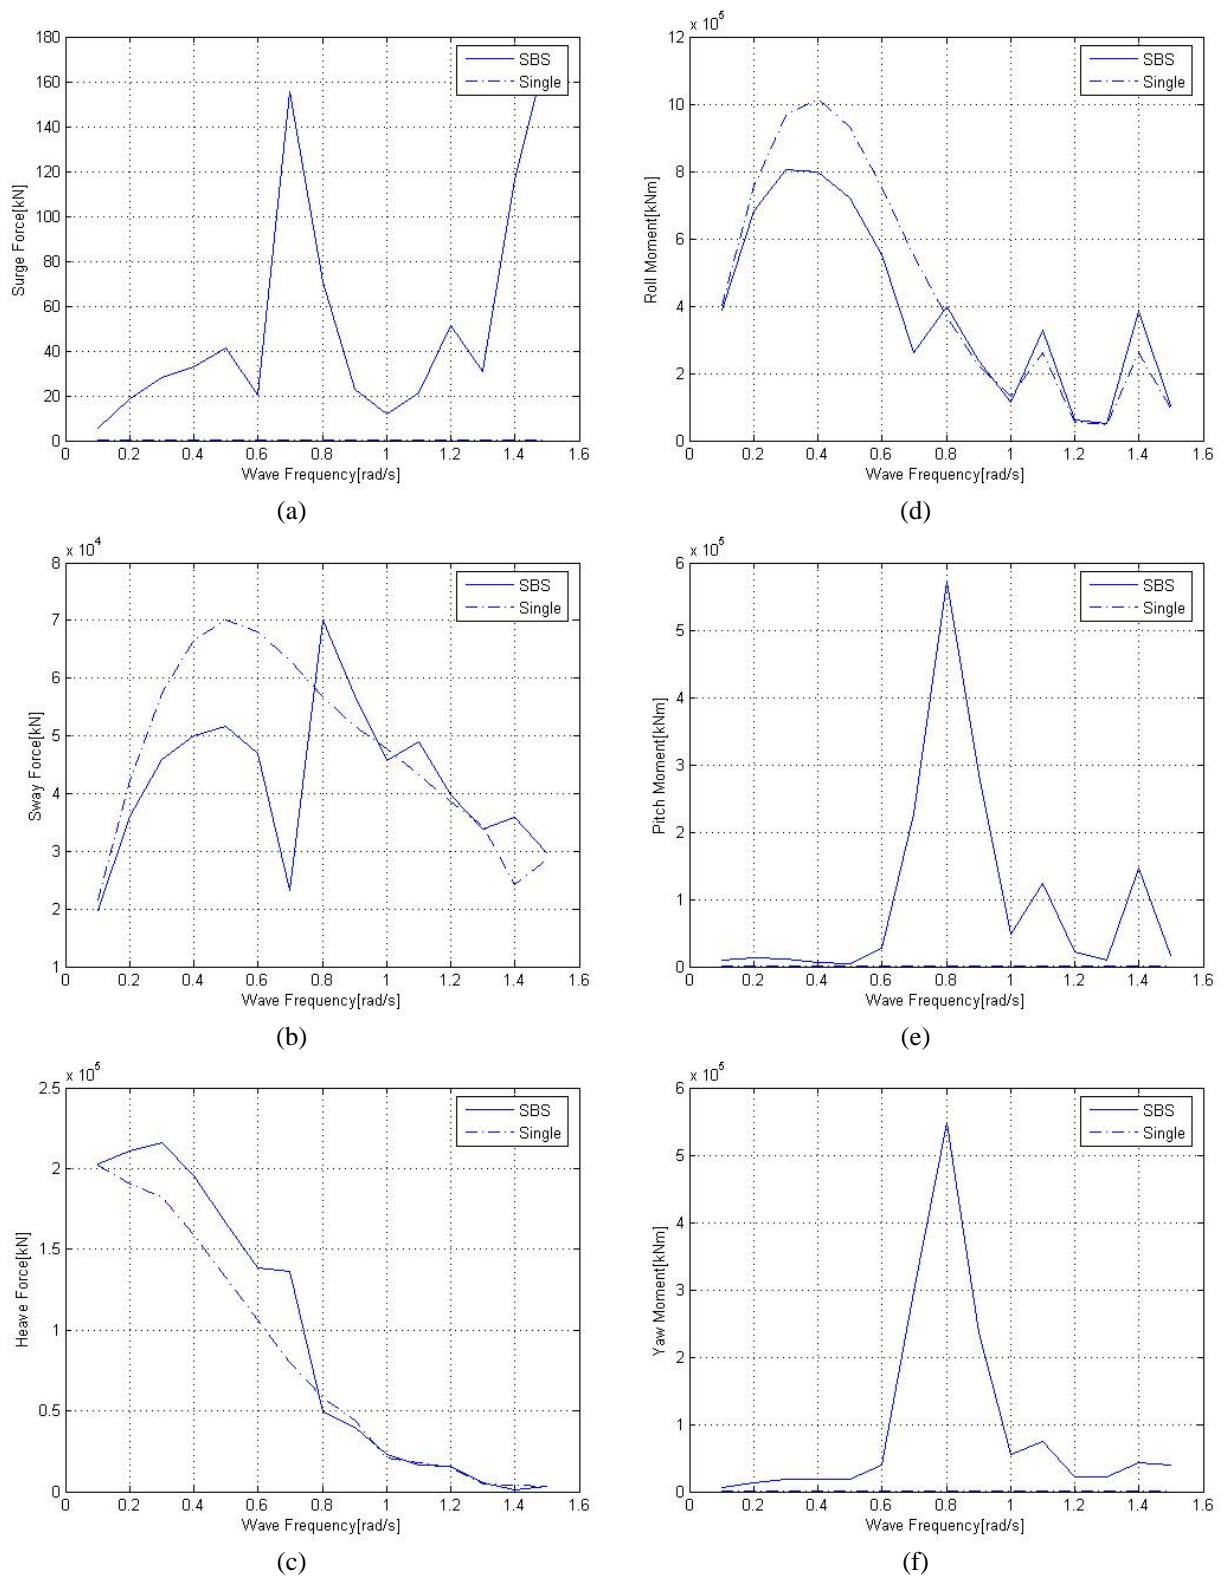 180
160
140
120
100
80
60
40
20
0
Surge Force[kN]
SBS
Single
0 0.2 0.4 0.6 0.8 1 1.2 1.4 1.6
Wave Frequency[rad/s]
(a)
x 10^5
12
10
8
6
4
2
0
Roll Moment[kNm]
SBS
Single
0 0.2 0.4 0.6 0.8 1 1.2 1.4 1.6
Wave Frequency[rad/s]
(d)
x 10^4
8
7
6
5
4
3
2
1
Sway Force[kN]
SBS
Single
0 0.2 0.4 0.6 0.8 1 1.2 1.4 1.6
Wave Frequency[rad/s]
(b)
x 10^5
6
5
4
3
2
1
0
Pitch Moment[kNm]
SBS
Single
0 0.2 0.4 0.6 0.8 1 1.2 1.4 1.6
Wave Frequency[rad/s]
(e)
x 10^5
2.5
2
1.5
1
0.5
0
Heave Force[kN]
SBS
Single
0 0.2 0.4 0.6 0.8 1 1.2 1.4 1.6
Wave Frequency[rad/s]
(c)
x 10^5
6
5
4
3
2
1
0
Yaw Moment[kNm]
SBS
Single
0 0.2 0.4 0.6 0.8 1 1.2 1.4 1.6
Wave Frequency[rad/s]
(f)